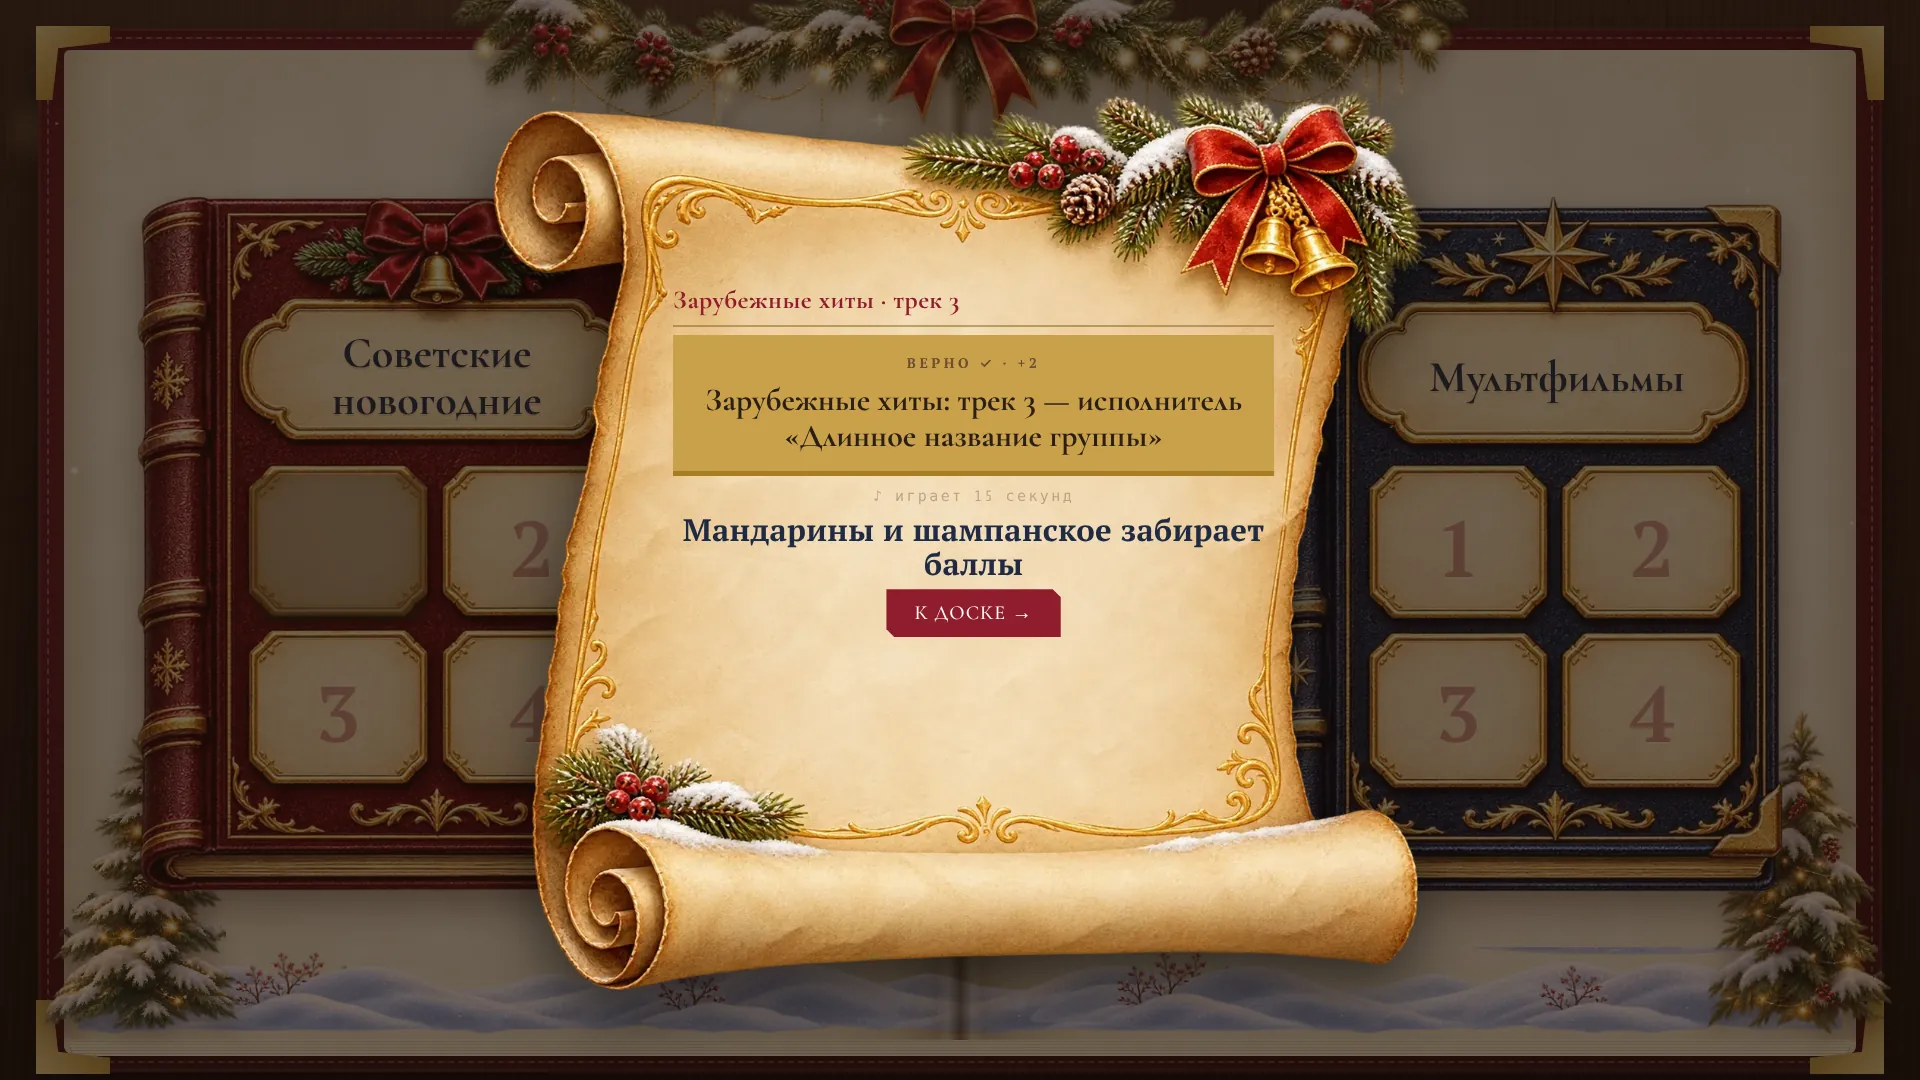 Советские
новогодние
2
3
4
Зарубежные хиты · трек 3
ВЕРНО ✓ · +2
Зарубежные хиты: трек 3 — исполнитель
«Длинное название группы»
♪ играет 15 секунд
Мандарины и шампанское забирает
баллы
К ДОСКЕ →
Мультфильмы
1 2
3 4